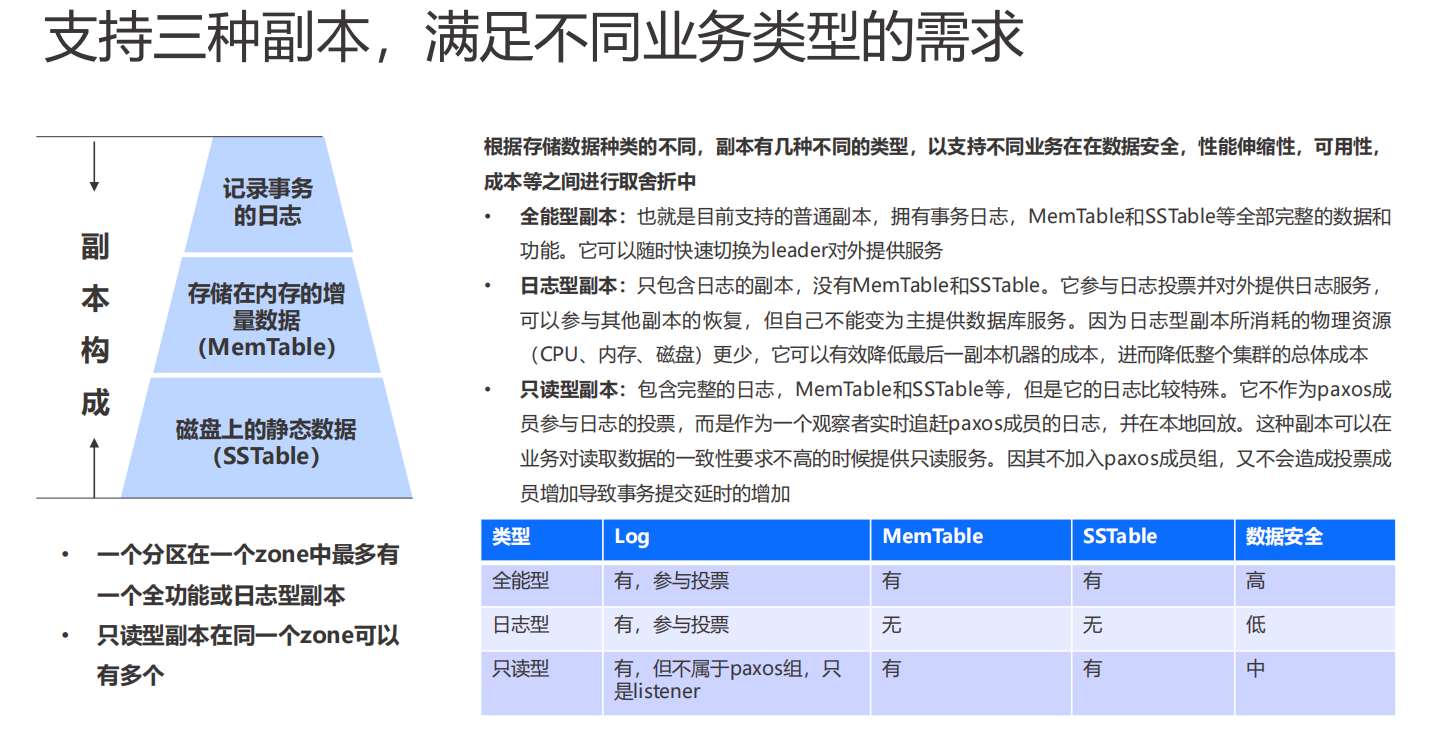 支持三种副本，满足不同业务类型的需求
副
本
构
成
记录事务
的日志
存储在内存的增
量数据
（MemTable）
磁盘上的静态数据
（SSTable）
• 一个分区在一个zone中最多有
一个全功能或日志型副本
• 只读型副本在同一个zone可以
有多个
根据存储数据种类的不同，副本有几种不同的类型，以支持不同业务在在数据安全，性能伸缩性，可用性，
成本等之间进行取舍折中
• 全能型副本：也就是目前支持的普通副本，拥有事务日志，MemTable和SSTable等全部完整的数据和
功能。它可以随时快速切换为leader对外提供服务
• 日志型副本：只包含日志的副本，没有MemTable和SSTable。它参与日志投票并对外提供日志服务，
可以参与其他副本的恢复，但自己不能变为主提供数据库服务。因为日志型副本所消耗的物理资源
（CPU、内存、磁盘）更少，它可以有效降低最后一副本机器的成本，进而降低整个集群的总体成本
• 只读型副本：包含完整的日志，MemTable和SSTable等，但是它的日志比较特殊。它不作为paxos成
员参与日志的投票，而是作为一个观察者实时追赶paxos成员的日志，并在本地回放。这种副本可以在
业务对读取数据的一致性要求不高的时候提供只读服务。因其不加入paxos成员组，又不会造成投票成
员增加导致事务提交延时的增加
类型 Log MemTable SSTable 数据安全
全能型 有，参与投票 有 有 高
日志型 有，参与投票 无 无 低
只读型 有，但不属于paxos组，只 有 有 中
是listener